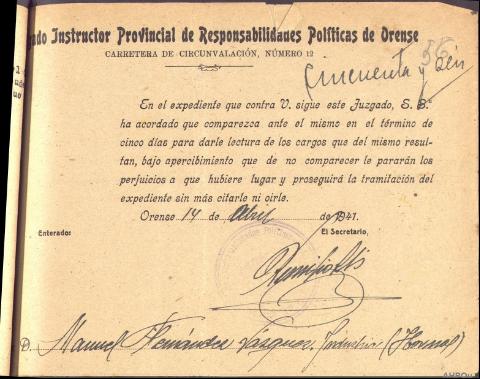 ado Instructor Provincial de Responsabilidades Políticas de Orense
CARRETERA DE CIRCUNVALACIÓN, NÚMERO 12
56
Cincuenta y seis
En el expediente que contra V. sigue este Juzgado, S. S.ª
ha acordado que comparezca ante el mismo en el término de
cinco días para darle lectura de los cargos que del mismo resul-
tan, bajo apercibimiento que de no comparecer le pararán los
perjuicios a que hubiere lugar y proseguirá la tramitación del
expediente sin más citarle ni oirle.
Orense 14 de Abril de 1941.
Enterado:
El Secretario,
D. Manuel Fernández Vásquez